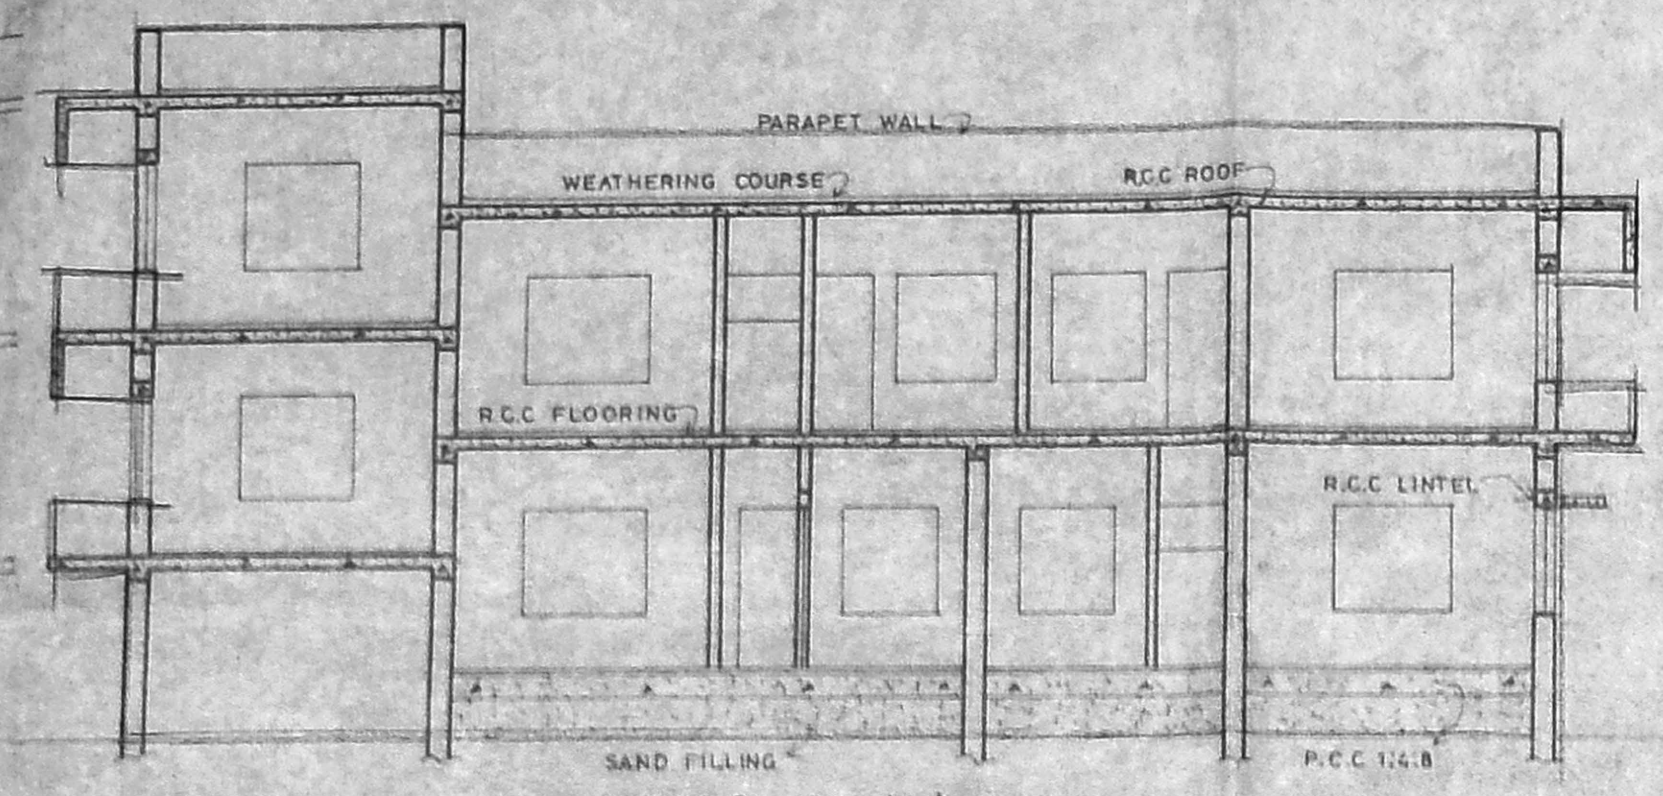 PARAPET WALL
WEATHERING COURSE
R.C.C ROOF
R.C.C FLOORING
R.C.C LINTEL
SAND FILLING
P.C.C 1:4:8